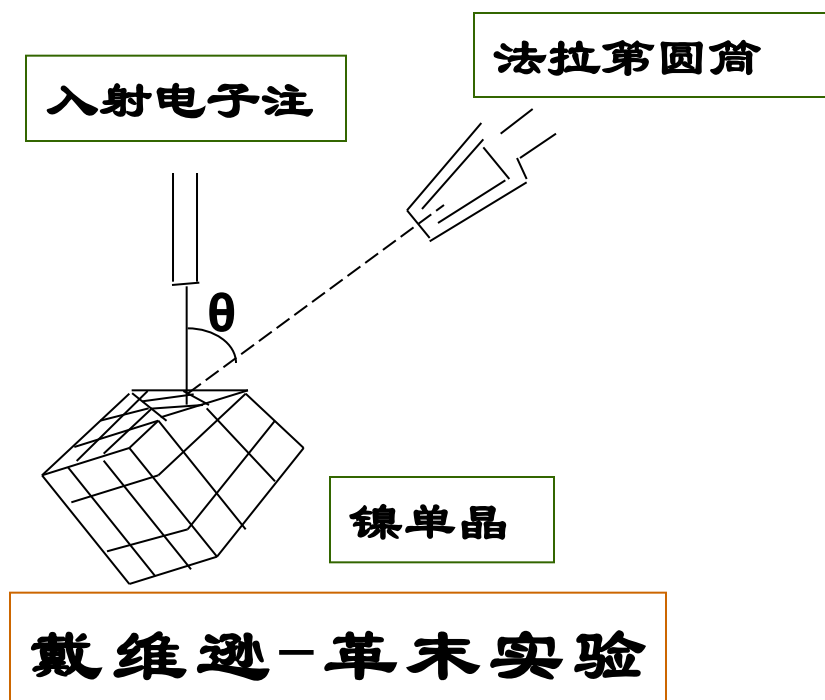 法拉第圆筒
入射电子注
θ
镍单晶
戴维逊-革末实验